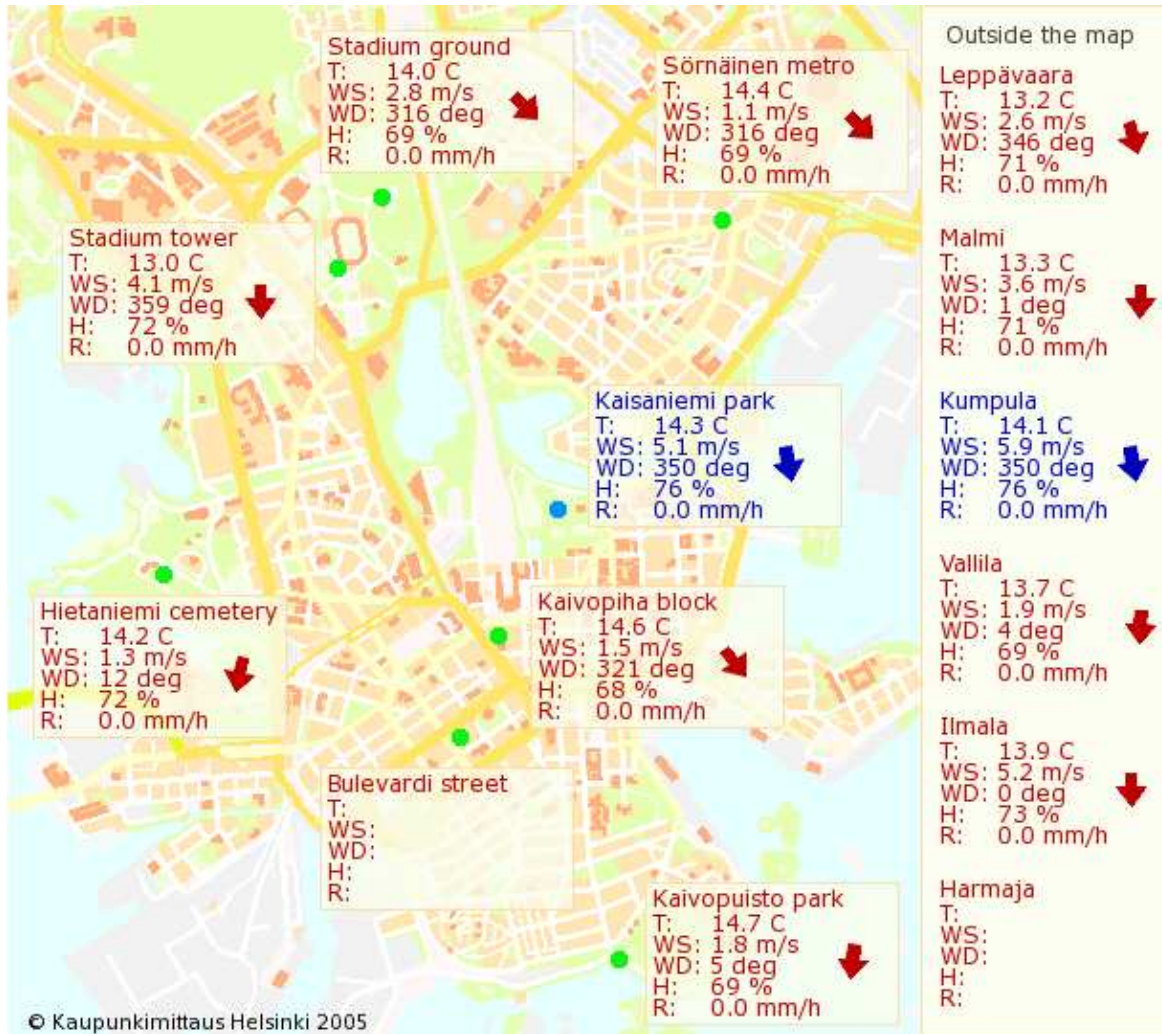 Stadium ground
T: 14.0 C
WS: 2.8 m/s
WD: 316 deg
H: 69 %
R: 0.0 mm/h
Sörnäinen metro
T: 14.4 C
WS: 1.1 m/s
WD: 316 deg
H: 69 %
R: 0.0 mm/h
Stadium tower
T: 13.0 C
WS: 4.1 m/s
WD: 359 deg
H: 72 %
R: 0.0 mm/h
Kaisaniemi park
T: 14.3 C
WS: 5.1 m/s
WD: 350 deg
H: 76 %
R: 0.0 mm/h
Hietaniemi cemetery
T: 14.2 C
WS: 1.3 m/s
WD: 12 deg
H: 72 %
R: 0.0 mm/h
Kaivopiha block
T: 14.6 C
WS: 1.5 m/s
WD: 321 deg
H: 68 %
R: 0.0 mm/h
Bulevardi street
T:
WS:
WD:
H:
R:
Kaivopuisto park
T: 14.7 C
WS: 1.8 m/s
WD: 5 deg
H: 69 %
R: 0.0 mm/h
© Kaupunkimittaus Helsinki 2005
Outside the map
Leppävaara
T: 13.2 C
WS: 2.6 m/s
WD: 346 deg
H: 71 %
R: 0.0 mm/h
Malmi
T: 13.3 C
WS: 3.6 m/s
WD: 1 deg
H: 71 %
R: 0.0 mm/h
Kumpula
T: 14.1 C
WS: 5.9 m/s
WD: 350 deg
H: 76 %
R: 0.0 mm/h
Vallila
T: 13.7 C
WS: 1.9 m/s
WD: 4 deg
H: 69 %
R: 0.0 mm/h
Ilmala
T: 13.9 C
WS: 5.2 m/s
WD: 0 deg
H: 73 %
R: 0.0 mm/h
Harmaja
T:
WS:
WD:
H:
R: